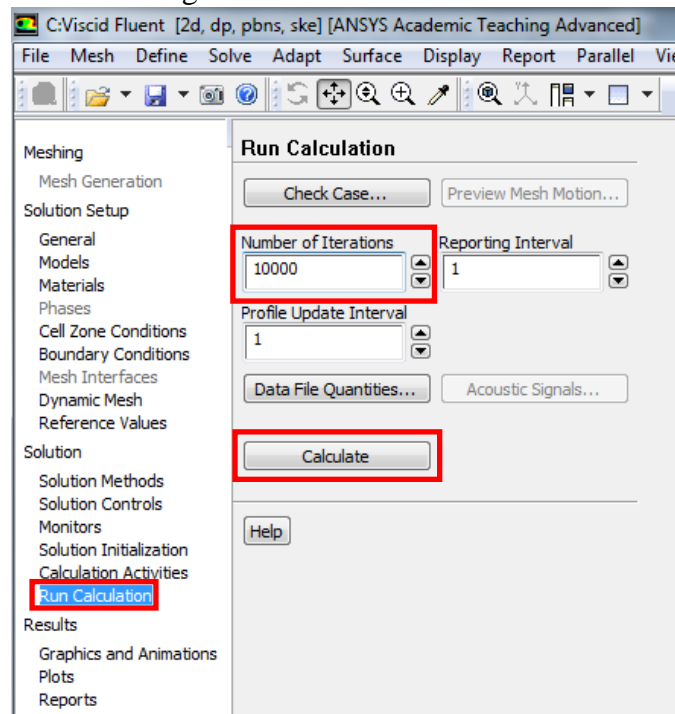 C:Viscid Fluent [2d, dp, pbns, ske] [ANSYS Academic Teaching Advanced]
File Mesh Define Solve Adapt Surface Display Report Parallel Vie
Meshing
Mesh Generation
Solution Setup
General
Models
Materials
Phases
Cell Zone Conditions
Boundary Conditions
Mesh Interfaces
Dynamic Mesh
Reference Values
Solution
Solution Methods
Solution Controls
Monitors
Solution Initialization
Calculation Activities
Run Calculation
Results
Graphics and Animations
Plots
Reports
Run Calculation
Check Case... Preview Mesh Motion...
Number of Iterations Reporting Interval
10000 1
Profile Update Interval
1
Data File Quantities... Acoustic Signals...
Calculate
Help